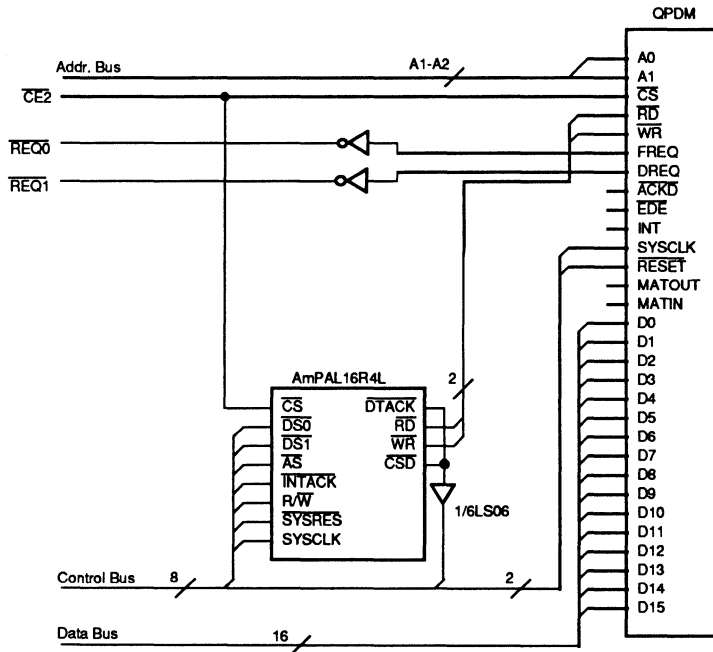 QPDM
Addr. Bus
A1-A2
CE2
REQ0
REQ1
A0
A1
CS
RD
WR
FREQ
DREQ
ACKD
EDE
INT
SYSCLK
RESET
MATOUT
MATIN
D0
D1
D2
D3
D4
D5
D6
D7
D8
D9
D10
D11
D12
D13
D14
D15
AmPAL16R4L
2
CS
DS0
DS1
AS
INTACK
R/W
SYSRES
SYSCLK
DTACK
RD
WR
CSD
1/6LS06
Control Bus
8
2
Data Bus
16